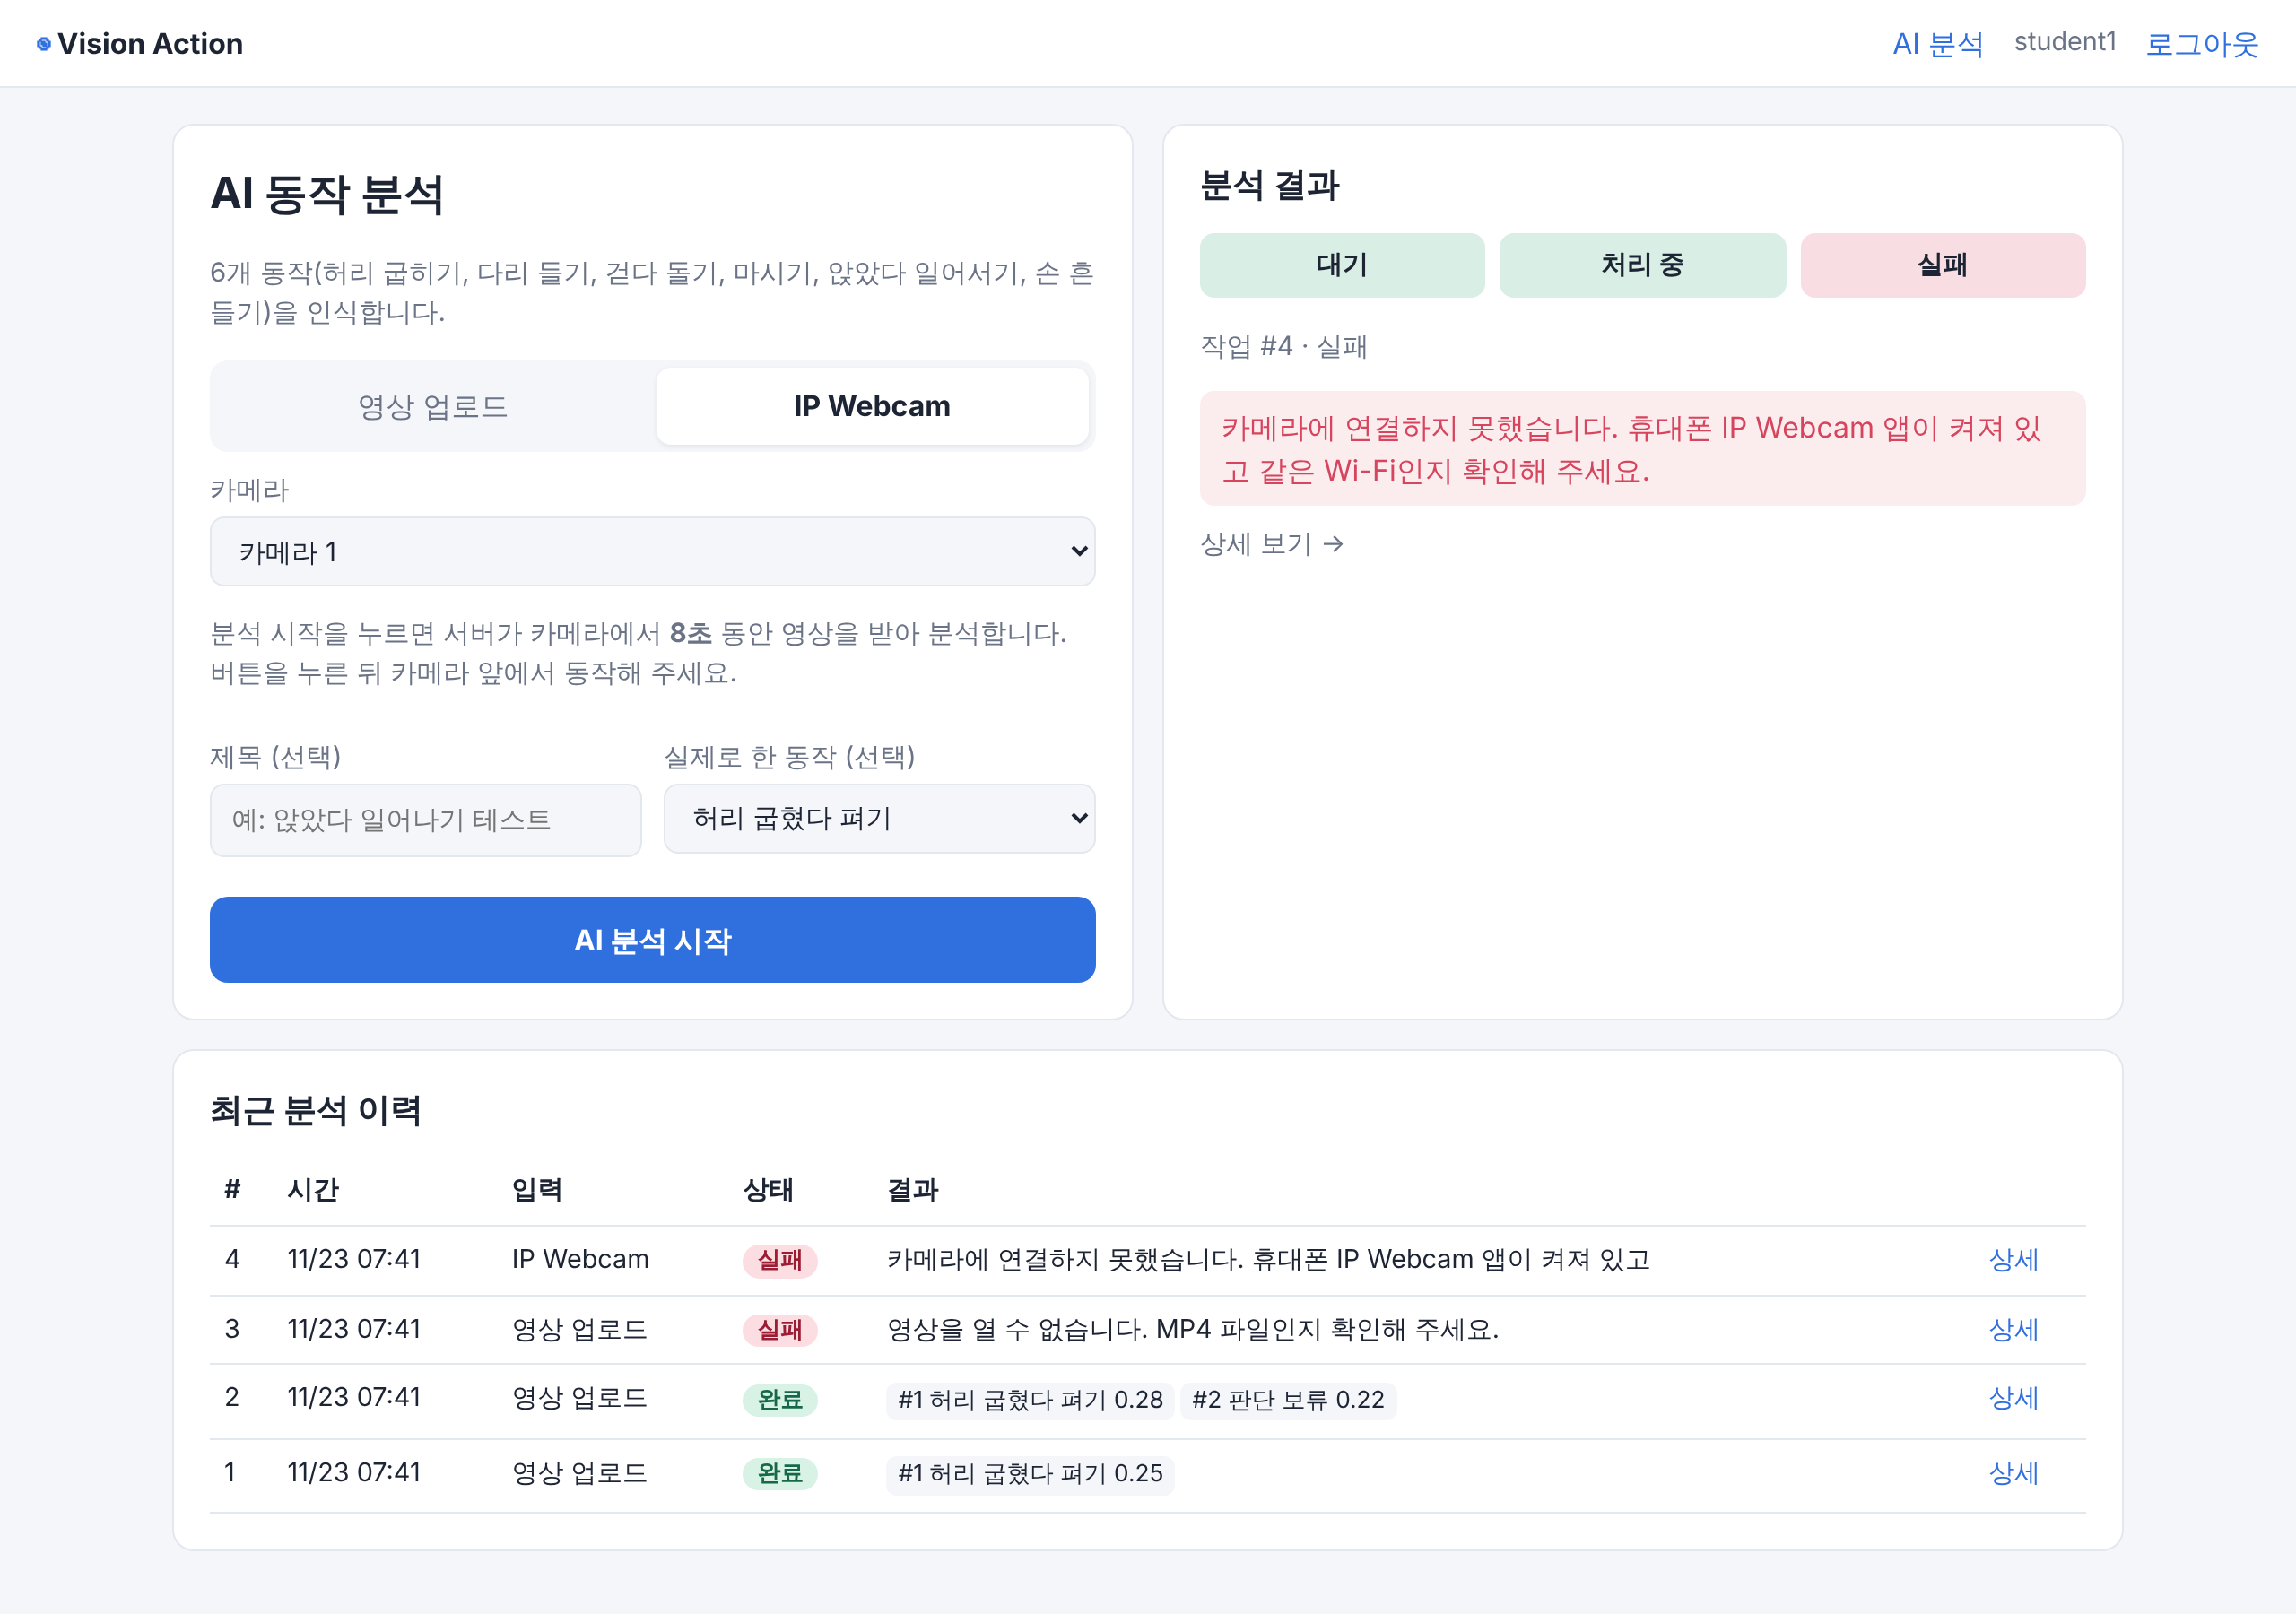 Vision Action
AI 분석 student1 로그아웃
AI 동작 분석
6개 동작(허리 굽히기, 다리 들기, 걷다 돌기, 마시기, 앉았다 일어서기, 손 흔
들기)을 인식합니다.
영상 업로드 IP Webcam
카메라
카메라 1
분석 시작을 누르면 서버가 카메라에서 8초 동안 영상을 받아 분석합니다.
버튼을 누른 뒤 카메라 앞에서 동작해 주세요.
제목 (선택) 실제로 한 동작 (선택)
예: 앉았다 일어나기 테스트 허리 굽혔다 펴기
AI 분석 시작
분석 결과
대기 처리 중 실패
작업 #4 · 실패
카메라에 연결하지 못했습니다. 휴대폰 IP Webcam 앱이 켜져 있
고 같은 Wi-Fi인지 확인해 주세요.
상세 보기 →
최근 분석 이력
# 시간 입력 상태 결과
4 11/23 07:41 IP Webcam 실패 카메라에 연결하지 못했습니다. 휴대폰 IP Webcam 앱이 켜져 있고 상세
3 11/23 07:41 영상 업로드 실패 영상을 열 수 없습니다. MP4 파일인지 확인해 주세요. 상세
2 11/23 07:41 영상 업로드 완료 #1 허리 굽혔다 펴기 0.28 #2 판단 보류 0.22 상세
1 11/23 07:41 영상 업로드 완료 #1 허리 굽혔다 펴기 0.25 상세